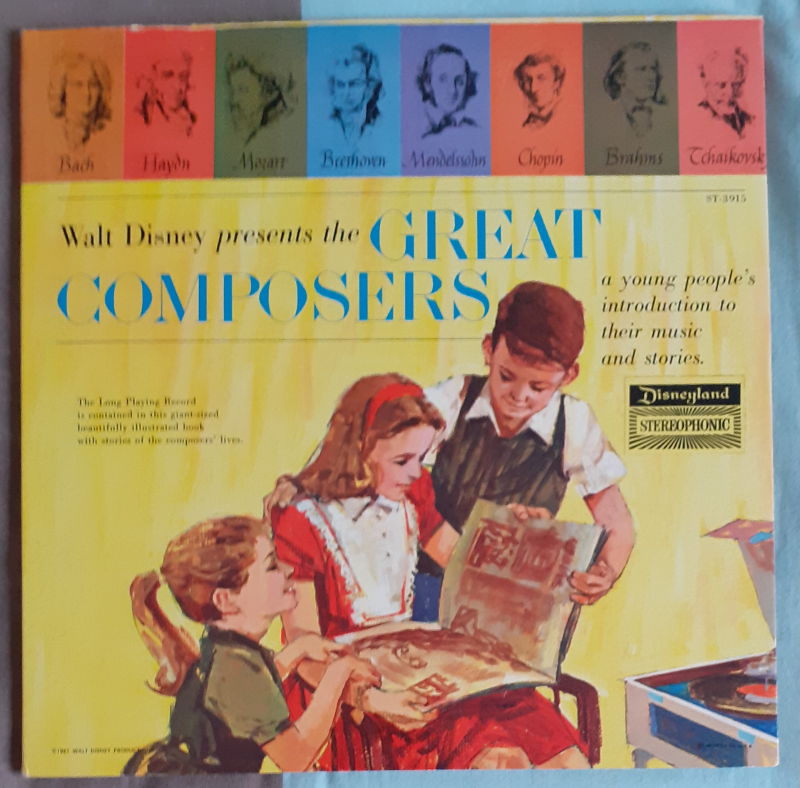 Bach Haydn Mozart Beethoven Mendelssohn Chopin Brahms Tchaikovsk
ST-3915
Walt Disney presents the GREAT
COMPOSERS
a young people's
introduction to
their music
and stories.
Disneyland
STEREOPHONIC
The Long Playing Record
is contained in this giant-sized
beautifully illustrated book
with stories of the composers' lives.
WALT DISNEY